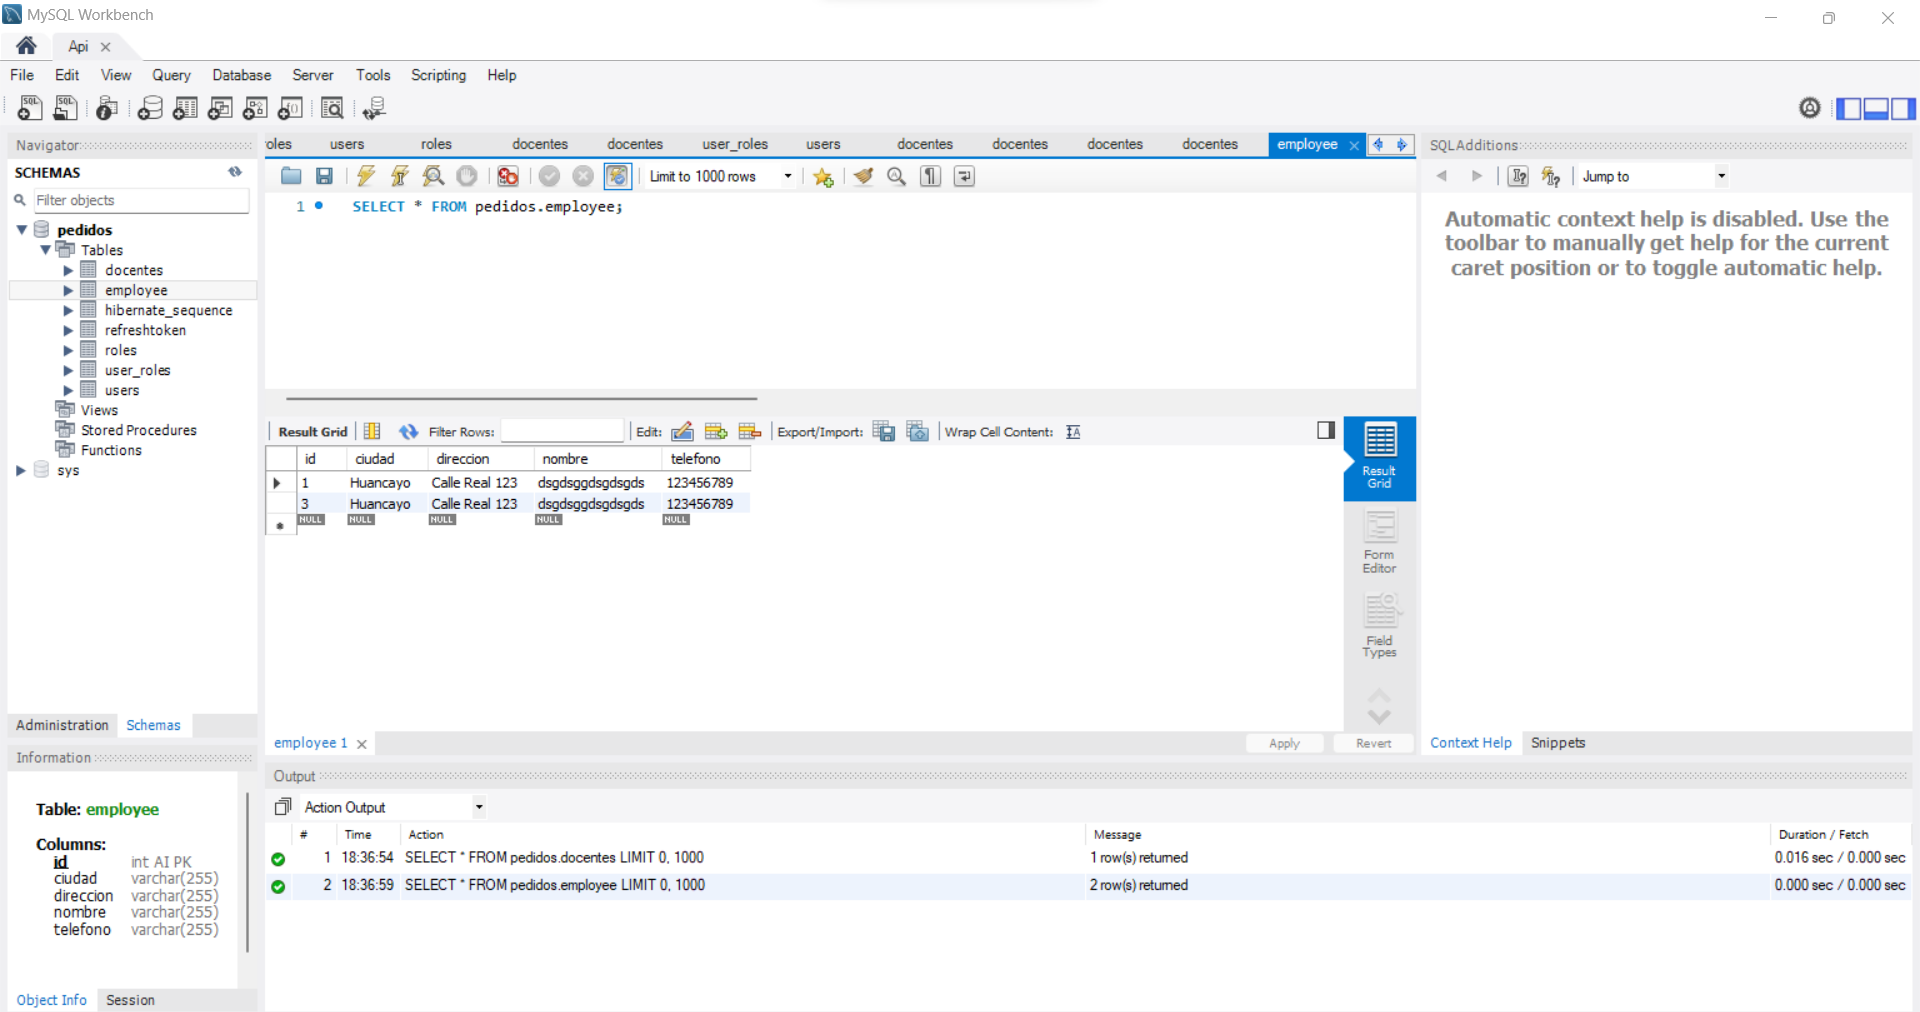 MySQL Workbench
Api
File Edit View Query Database Server Tools Scripting Help
Navigator
SCHEMAS
Filter objects
pedidos
Tables
docentes
employee
hibernate_sequence
refreshtoken
roles
user_roles
users
Views
Stored Procedures
Functions
sys
Administration Schemas
Information
Table: employee
Columns:
id int AI PK
ciudad varchar(255)
direccion varchar(255)
nombre varchar(255)
telefono varchar(255)
Object Info Session
oles users roles docentes docentes user_roles users docentes docentes docentes docentes employee
Limit to 1000 rows
1 SELECT * FROM pedidos.employee;
Result Grid Filter Rows: Edit: Export/Import: Wrap Cell Content:
id ciudad direccion nombre telefono
1 Huancayo Calle Real 123 dsgdsggdsgdsgds 123456789
3 Huancayo Calle Real 123 dsgdsggdsgdsgds 123456789
NULL NULL NULL NULL NULL
Result
Grid
Form
Editor
Field
Types
employee 1
Apply Revert
SQLAdditions
Jump to
Automatic context help is disabled. Use the
toolbar to manually get help for the current
caret position or to toggle automatic help.
Context Help Snippets
Output
Action Output
# Time Action Message Duration / Fetch
1 18:36:54 SELECT * FROM pedidos.docentes LIMIT 0, 1000 1 row(s) returned 0.016 sec / 0.000 sec
2 18:36:59 SELECT * FROM pedidos.employee LIMIT 0, 1000 2 row(s) returned 0.000 sec / 0.000 sec